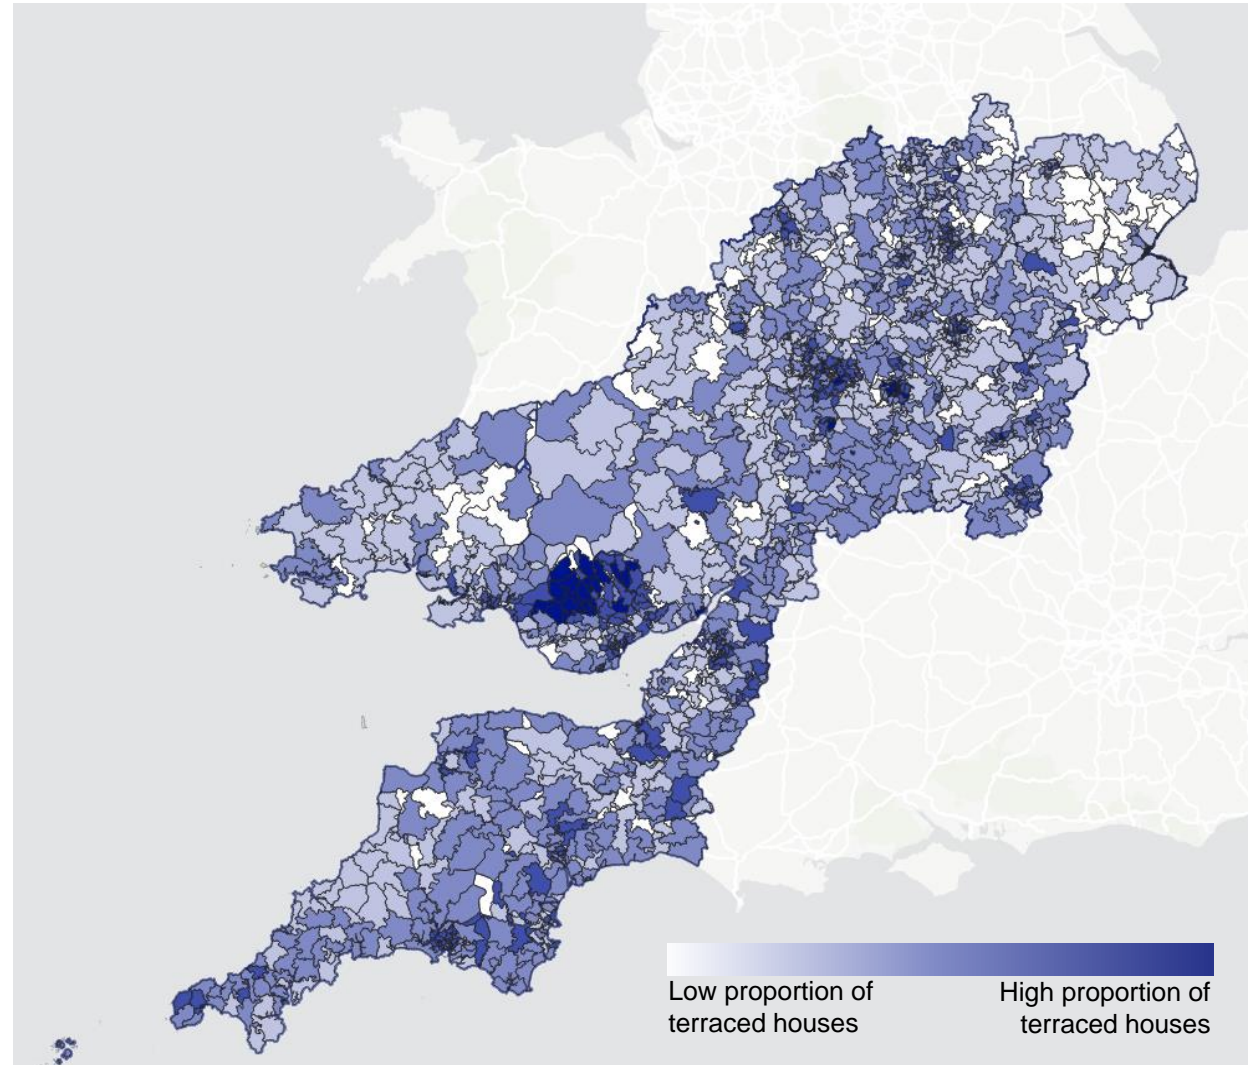 Low proportion of
terraced houses
High proportion of
terraced houses